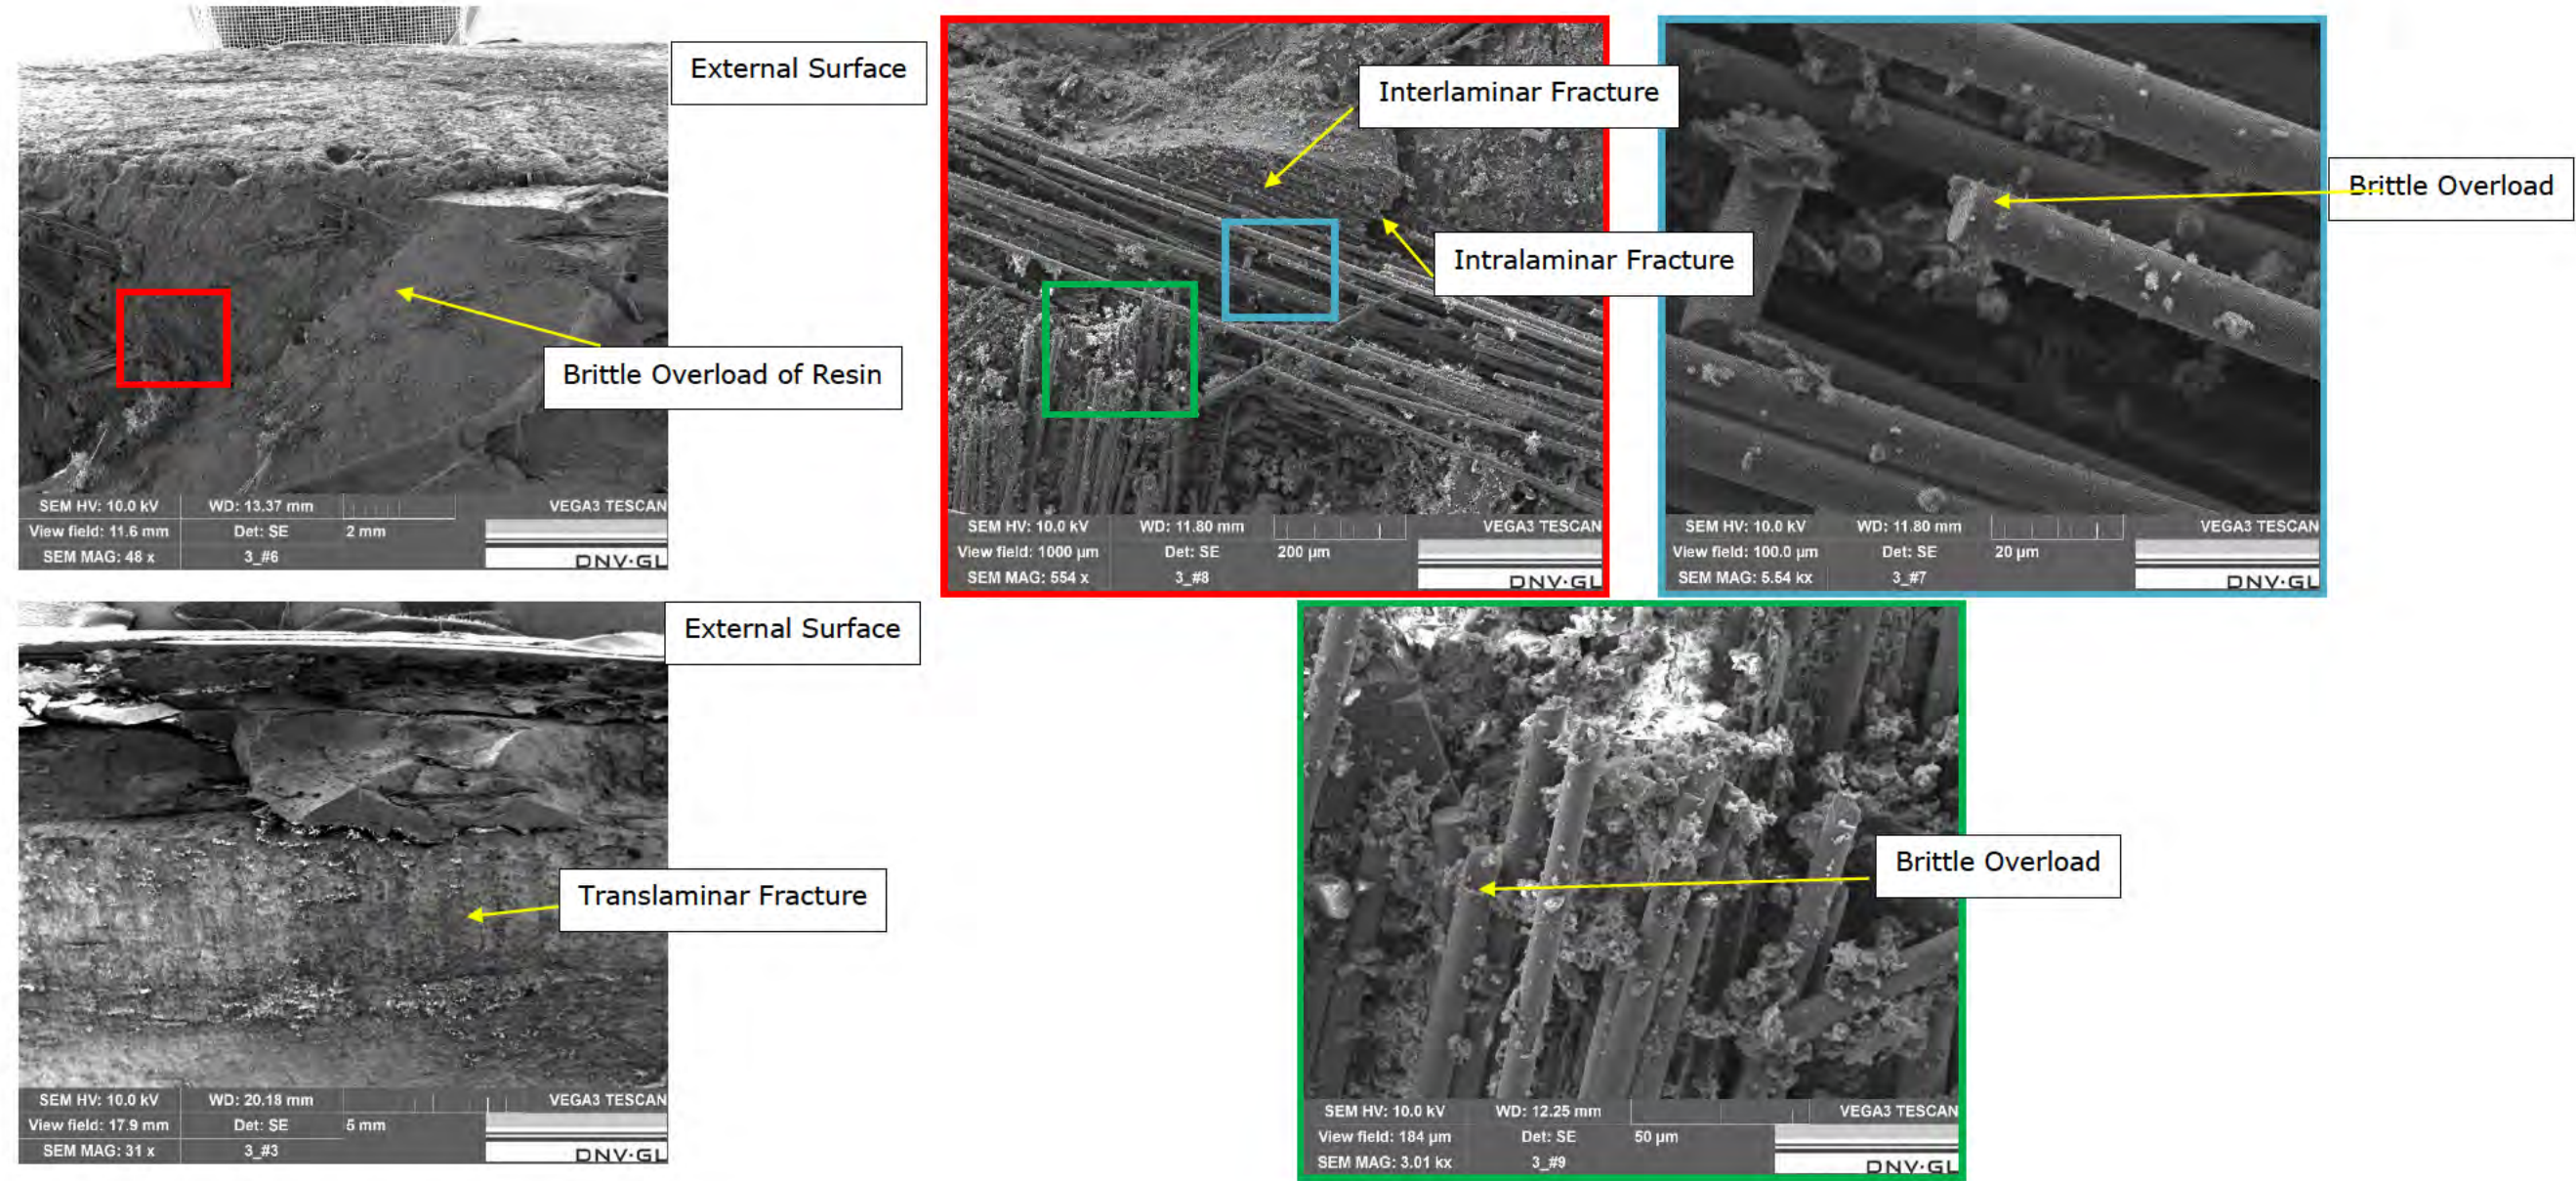 External Surface
Brittle Overload of Resin
SEM HV: 10.0 kV WD: 13.37 mm VEGA3 TESCAN
View field: 11.6 mm Det: SE 2 mm
SEM MAG: 48 x 3_#6 DNV·GL
Interlaminar Fracture
Intralaminar Fracture
SEM HV: 10.0 kV WD: 11.80 mm VEGA3 TESCAN
View field: 1000 µm Det: SE 200 µm
SEM MAG: 554 x 3_#8 DNV·GL
Brittle Overload
SEM HV: 10.0 kV WD: 11.80 mm VEGA3 TESCAN
View field: 100.0 µm Det: SE 20 µm
SEM MAG: 5.54 kx 3_#7 DNV·GL
External Surface
Translaminar Fracture
SEM HV: 10.0 kV WD: 20.18 mm VEGA3 TESCAN
View field: 17.9 mm Det: SE 5 mm
SEM MAG: 31 x 3_#3 DNV·GL
Brittle Overload
SEM HV: 10.0 kV WD: 12.25 mm VEGA3 TESCAN
View field: 184 µm Det: SE 50 µm
SEM MAG: 3.01 kx 3_#9 DNV·GL